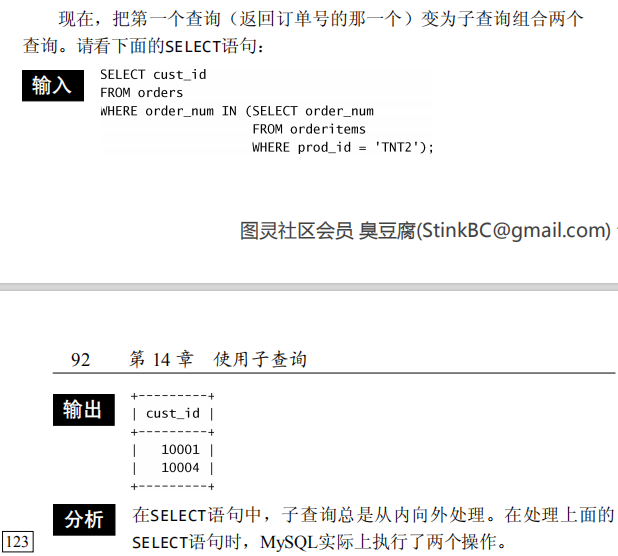 现在，把第一个查询（返回订单号的那一个）变为子查询组合两个
查询。请看下面的SELECT语句：
输入
SELECT cust_id
FROM orders
WHERE order_num IN (SELECT order_num
FROM orderitems
WHERE prod_id = 'TNT2');
图灵社区会员 臭豆腐(StinkBC@gmail.com)
92 第 14 章 使用子查询
输出
+---------+
| cust_id |
+---------+
| 10001 |
| 10004 |
+---------+
分析
在SELECT语句中，子查询总是从内向外处理。在处理上面的
123 SELECT语句时，MySQL实际上执行了两个操作。